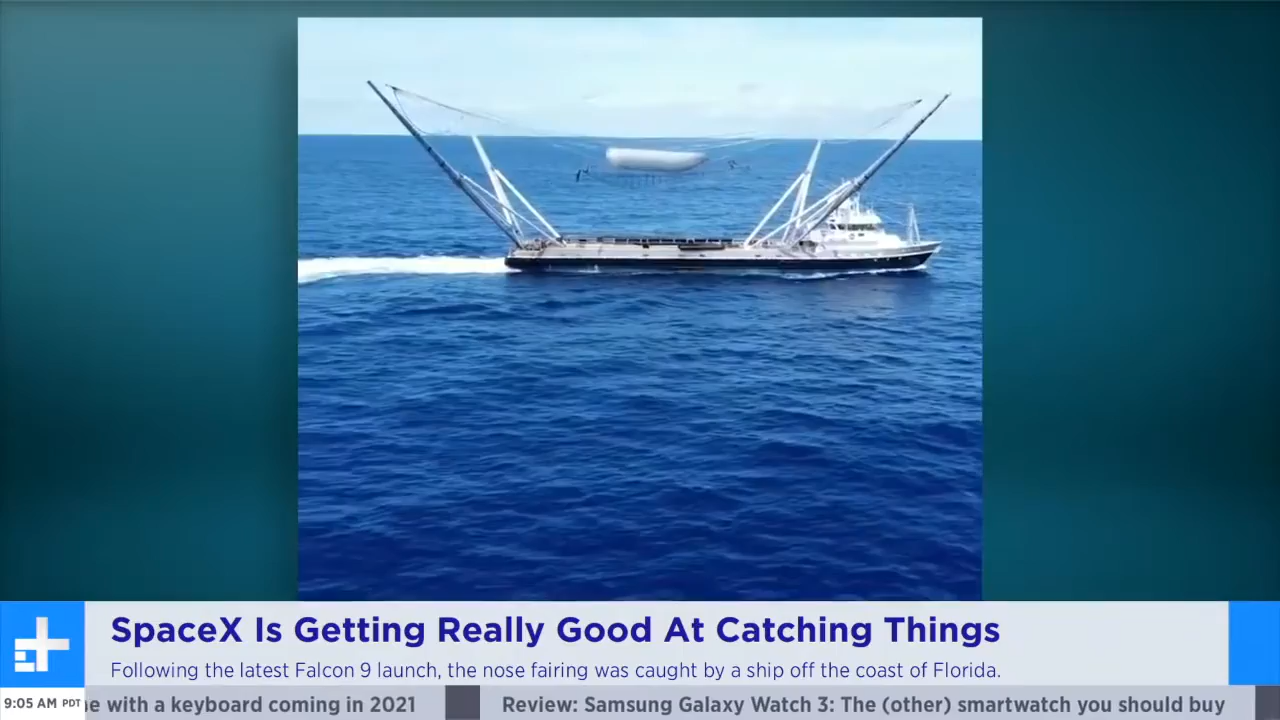 SpaceX Is Getting Really Good At Catching Things
Following the latest Falcon 9 launch, the nose fairing was caught by a ship off the coast of Florida.
9:05 AM PDT
with a keyboard coming in 2021
Review: Samsung Galaxy Watch 3: The (other) smartwatch you should buy